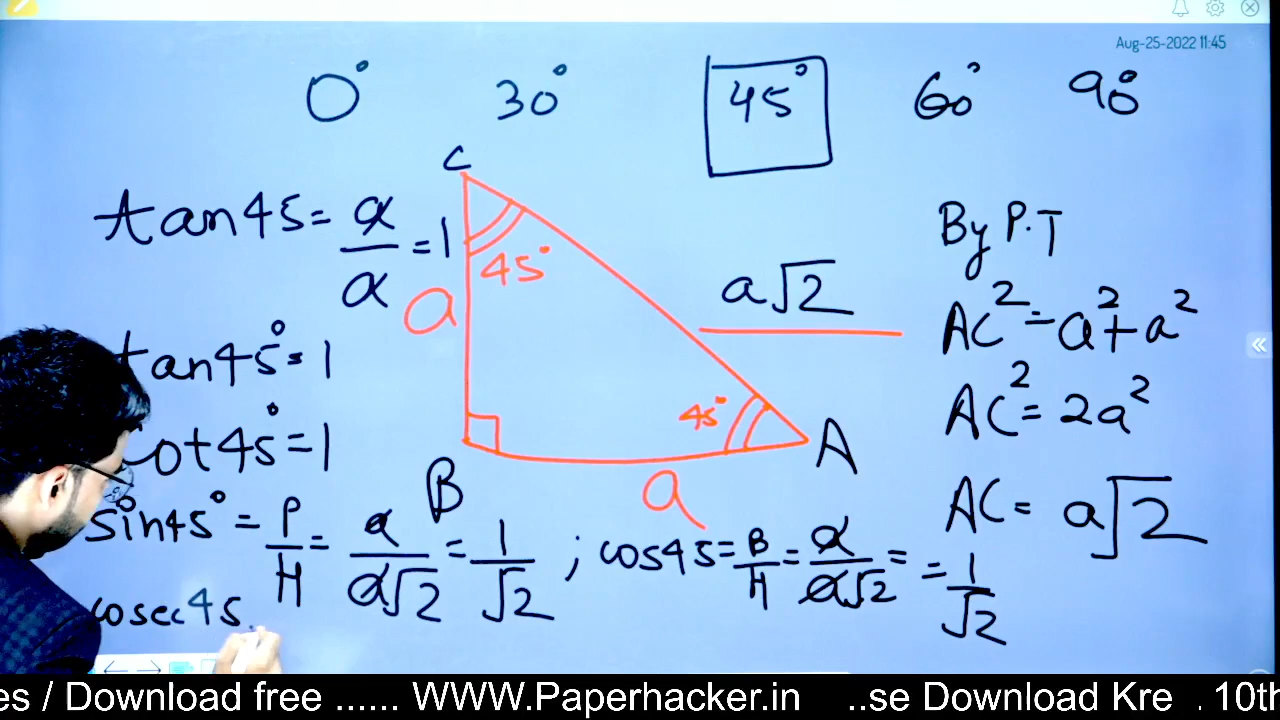 Aug-25-2022 11:45
0° 30° 45° 60° 90°
C
tan45 = a/a = 1
45°
a
a√2
By P.T
AC² = a² + a²
tan45° = 1
45°
AC² = 2a²
cot45° = 1
B
a
A
AC = a√2
sin45° = P/H = a/a√2 = 1/√2 ; cos45 = B/H = a/a√2 = = 1/√2
cosec45
es / Download free ...... WWW.Paperhacker.in ..se Download Kre . 10th